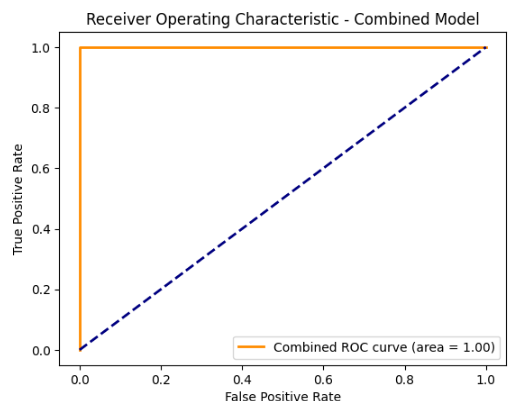 Receiver Operating Characteristic - Combined Model
True Positive Rate
1.0
0.8
0.6
0.4
0.2
0.0
Combined ROC curve (area = 1.00)
0.0 0.2 0.4 0.6 0.8 1.0
False Positive Rate